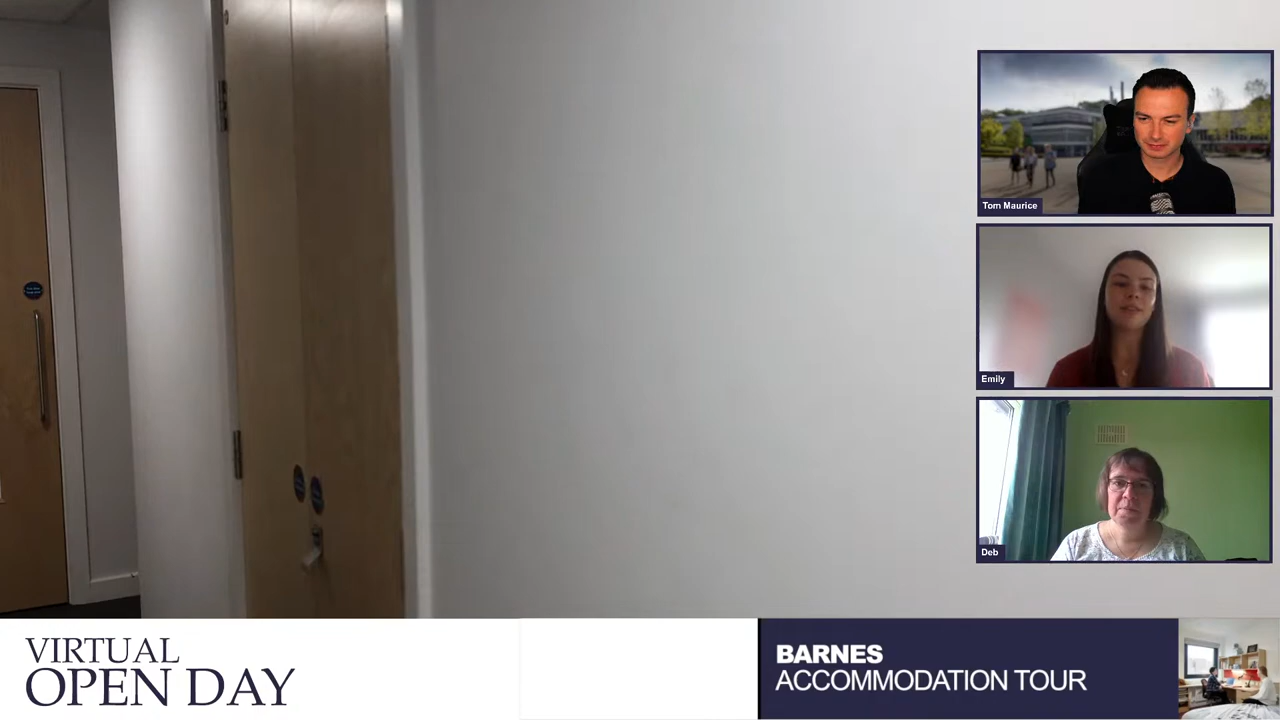 Tom Maurice
Emily
Deb
VIRTUAL
OPEN DAY
BARNES
ACCOMMODATION TOUR